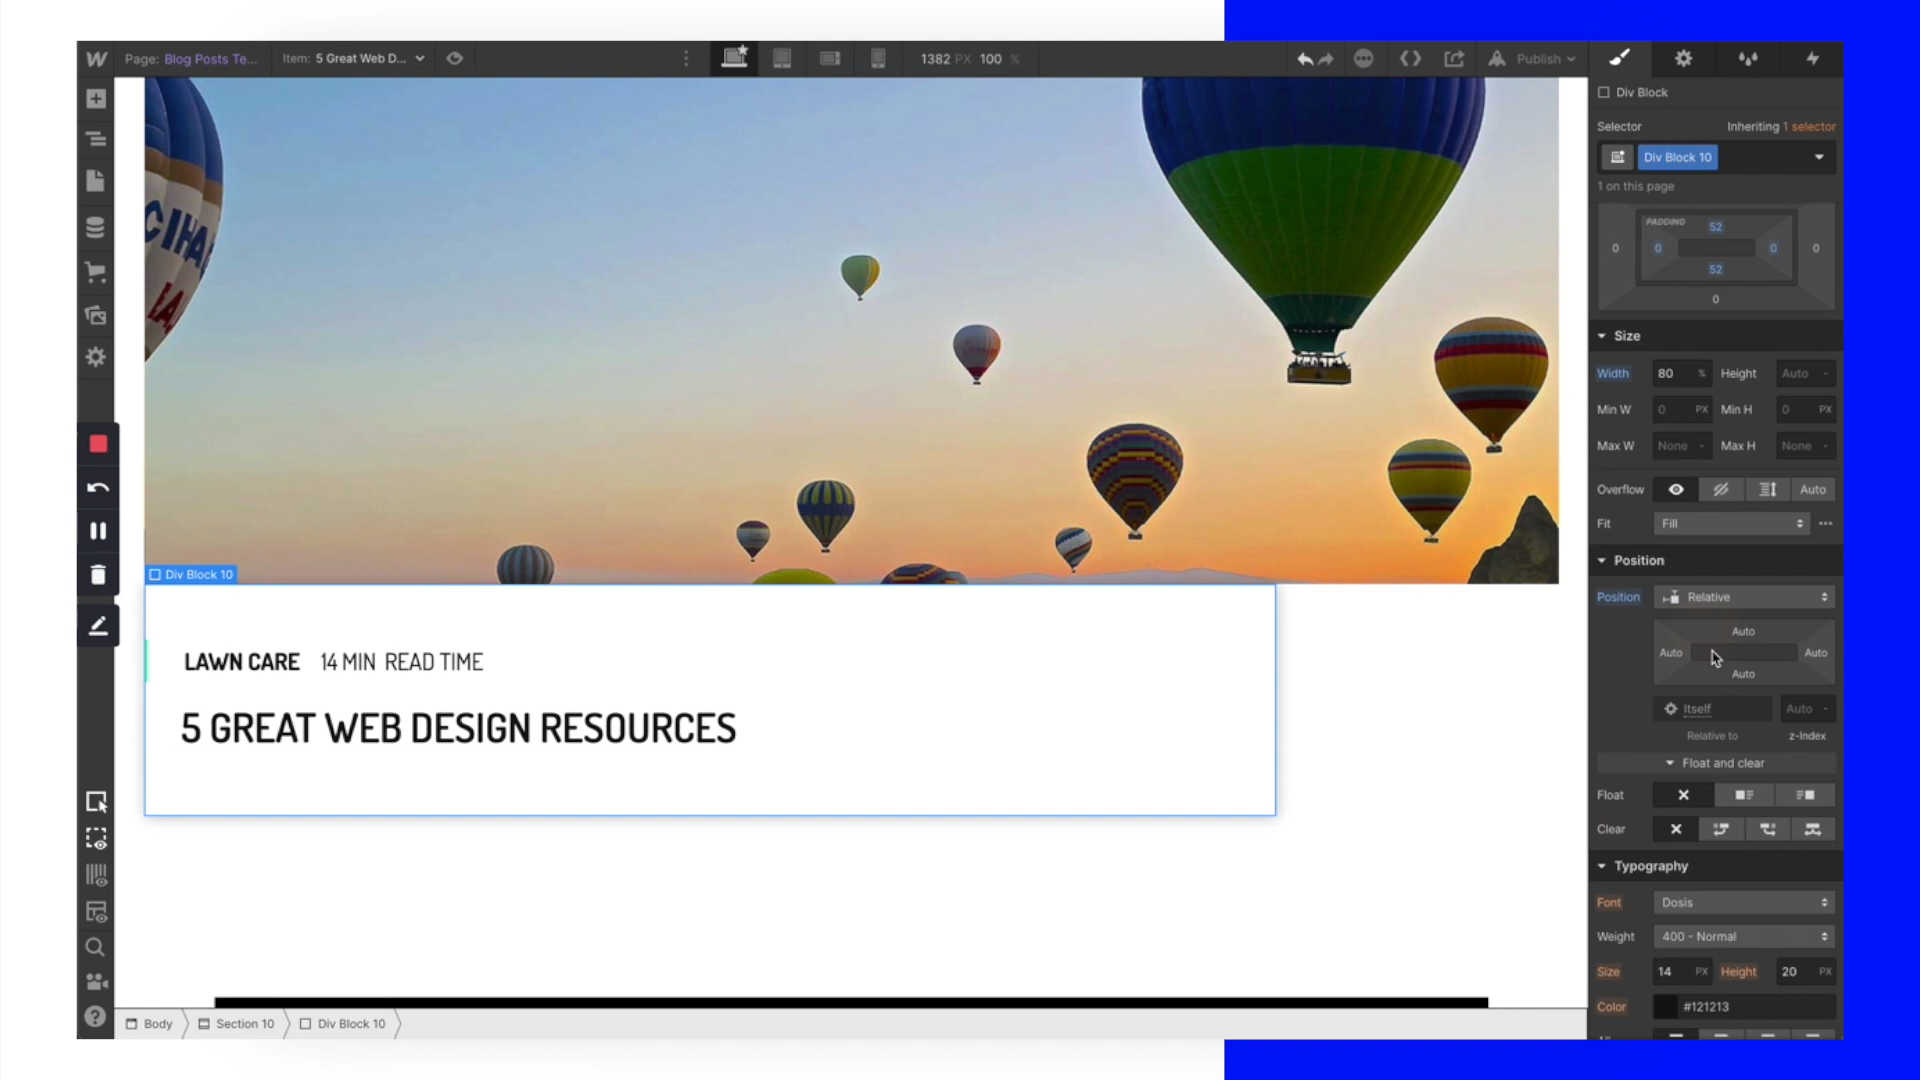 Page: Blog Posts Te...
Item: 5 Great Web D...
1382 PX 100 %
Publish
Div Block
Selector
Inheriting 1 selector
Div Block 10
1 on this page
PADDING
52
0 0 0 0
52
0
Size
Width 80 % Height Auto -
Min W 0 PX Min H 0 PX
Max W None - Max H None -
Overflow Auto
Fit Fill
Position
Position Relative
Auto
Auto Auto
Auto
Itself Auto -
Relative to z-Index
Float and clear
Float
Clear
Typography
Font Dosis
Weight 400 - Normal
Size 14 PX Height 20 PX
Color #121213
Div Block 10
LAWN CARE 14 MIN READ TIME
5 GREAT WEB DESIGN RESOURCES
Body Section 10 Div Block 10